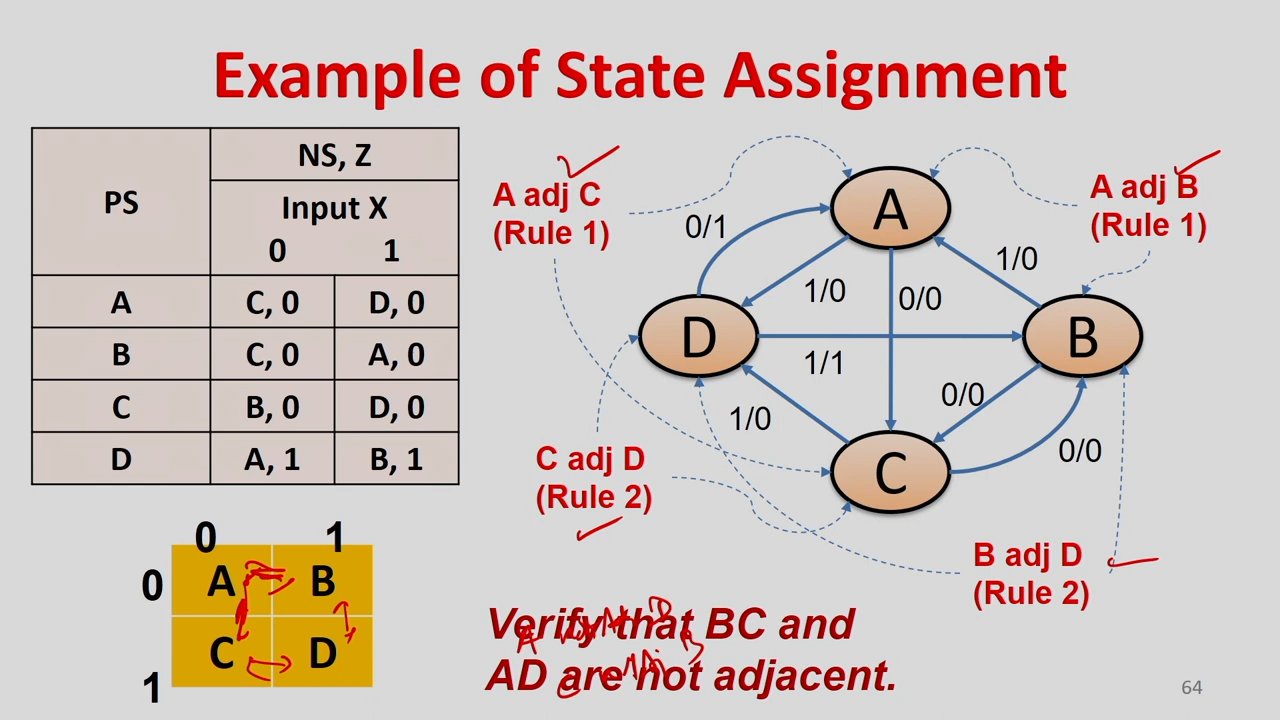 Example of State Assignment
PS
NS, Z
Input X
0 1
A C, 0 D, 0
B C, 0 A, 0
C B, 0 D, 0
D A, 1 B, 1
0 1
0 A B
1 C D
A adj C
(Rule 1)
A adj B
(Rule 1)
C adj D
(Rule 2)
B adj D
(Rule 2)
A
D
B
C
0/1
1/0
0/0
1/0
1/1
1/0
0/0
0/0
Verify that BC and
AD are not adjacent.
64